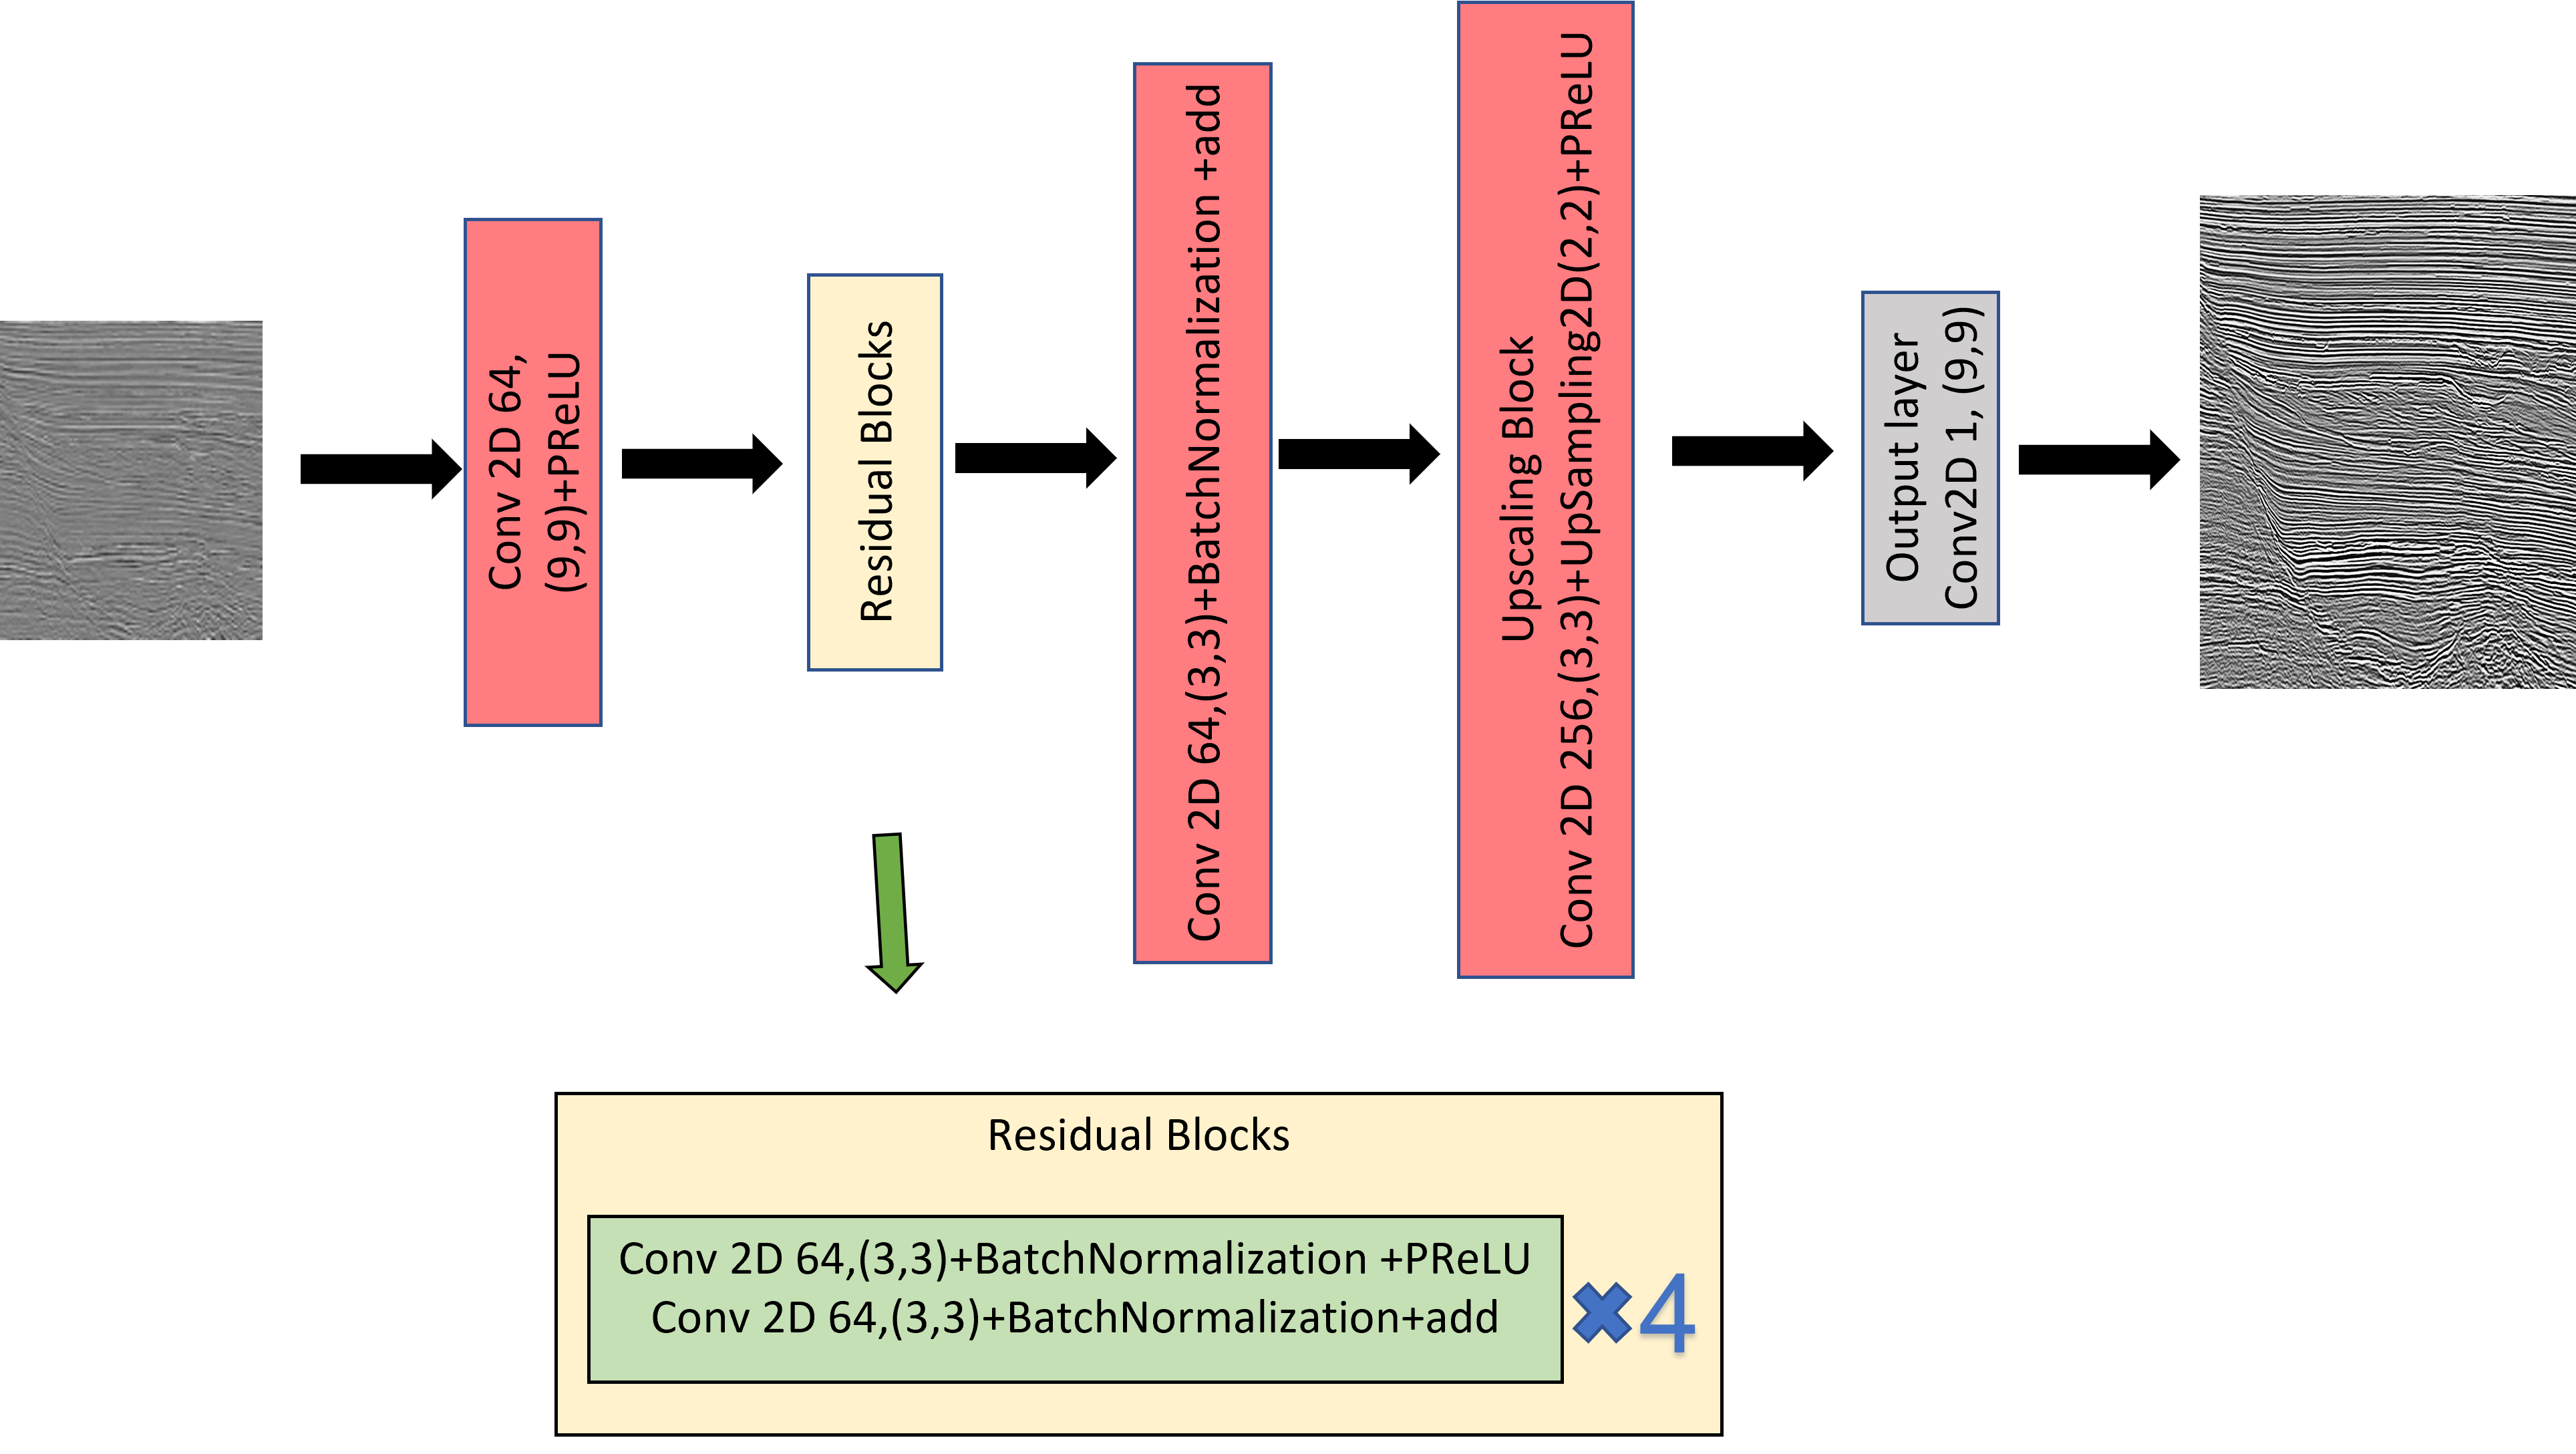 Conv 2D 64,
(9,9)+PReLU
Residual Blocks
Conv 2D 64,(3,3)+BatchNormalization +add
Upscaling Block
Conv 2D 256,(3,3)+UpSampling2D(2,2)+PReLU
Output layer
Conv2D 1, (9,9)
Residual Blocks
Conv 2D 64,(3,3)+BatchNormalization +PReLU
Conv 2D 64,(3,3)+BatchNormalization+add
✖4